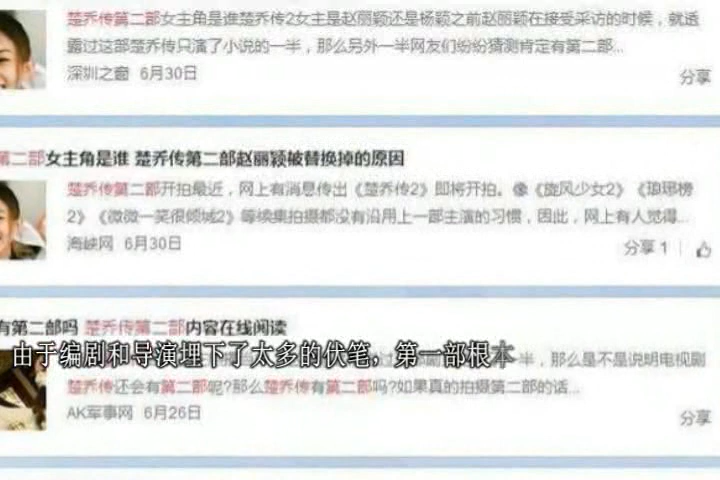 楚乔传第二部女主角是谁楚乔传2女主是赵丽颖还是杨颖之前赵丽颖在接受采访的时候，就透
露过这部楚乔传只演了小说的一半，那么另外一半网友们纷纷猜测肯定有第二部...
深圳之窗 6月30日
分享
第二部女主角是谁 楚乔传第二部赵丽颖被替换掉的原因
楚乔传第二部开拍最近，网上有消息传出《楚乔传2》即将开拍。像《旋风少女2》《琅琊榜
2》《微微一笑很倾城2》等续集拍摄都没有沿用上一部主演的习惯，因此，网上有人觉得...
海峡网 6月30日
分享 1
有第二部吗 楚乔传第二部内容在线阅读
由于编剧和导演埋下了太多的伏笔，第一部根本
半，那么是不是说明电视剧
楚乔传还会有第二部呢?那么楚乔传有第二部吗?如果真的拍摄第二部的话...
AK军事网 6月26日
分享